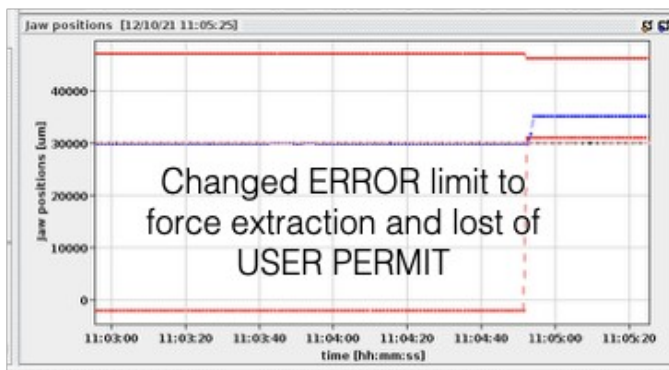 Jaw positions [12/10/21 11:05:25]
40000
30000
20000
10000
0
Jaw positions [um]
Changed ERROR limit to
force extraction and lost of
USER PERMIT
11:03:00 11:03:20 11:03:40 11:04:00 11:04:20 11:04:40 11:05:00 11:05:20
time [hh:mm:ss]